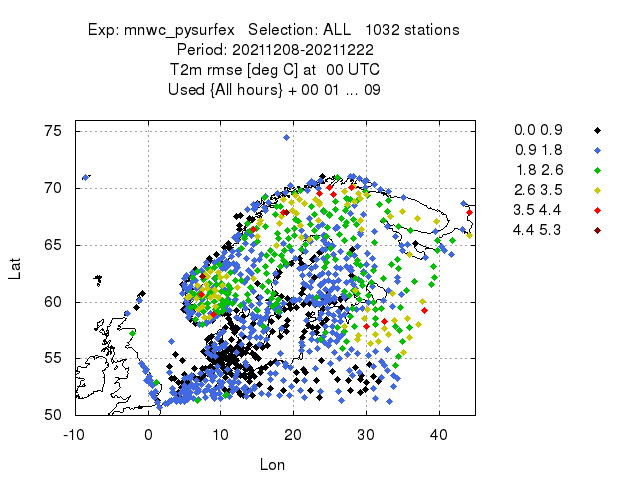 Exp: mnwc_pysurfex   Selection: ALL   1032 stations
Period: 20211208-20211222
T2m rmse [deg C] at  00 UTC
Used {All hours} + 00 01 ... 09
75
70
65
60
55
50
-10 0 10 20 30 40
Lat
Lon
0.0 0.9
0.9 1.8
1.8 2.6
2.6 3.5
3.5 4.4
4.4 5.3